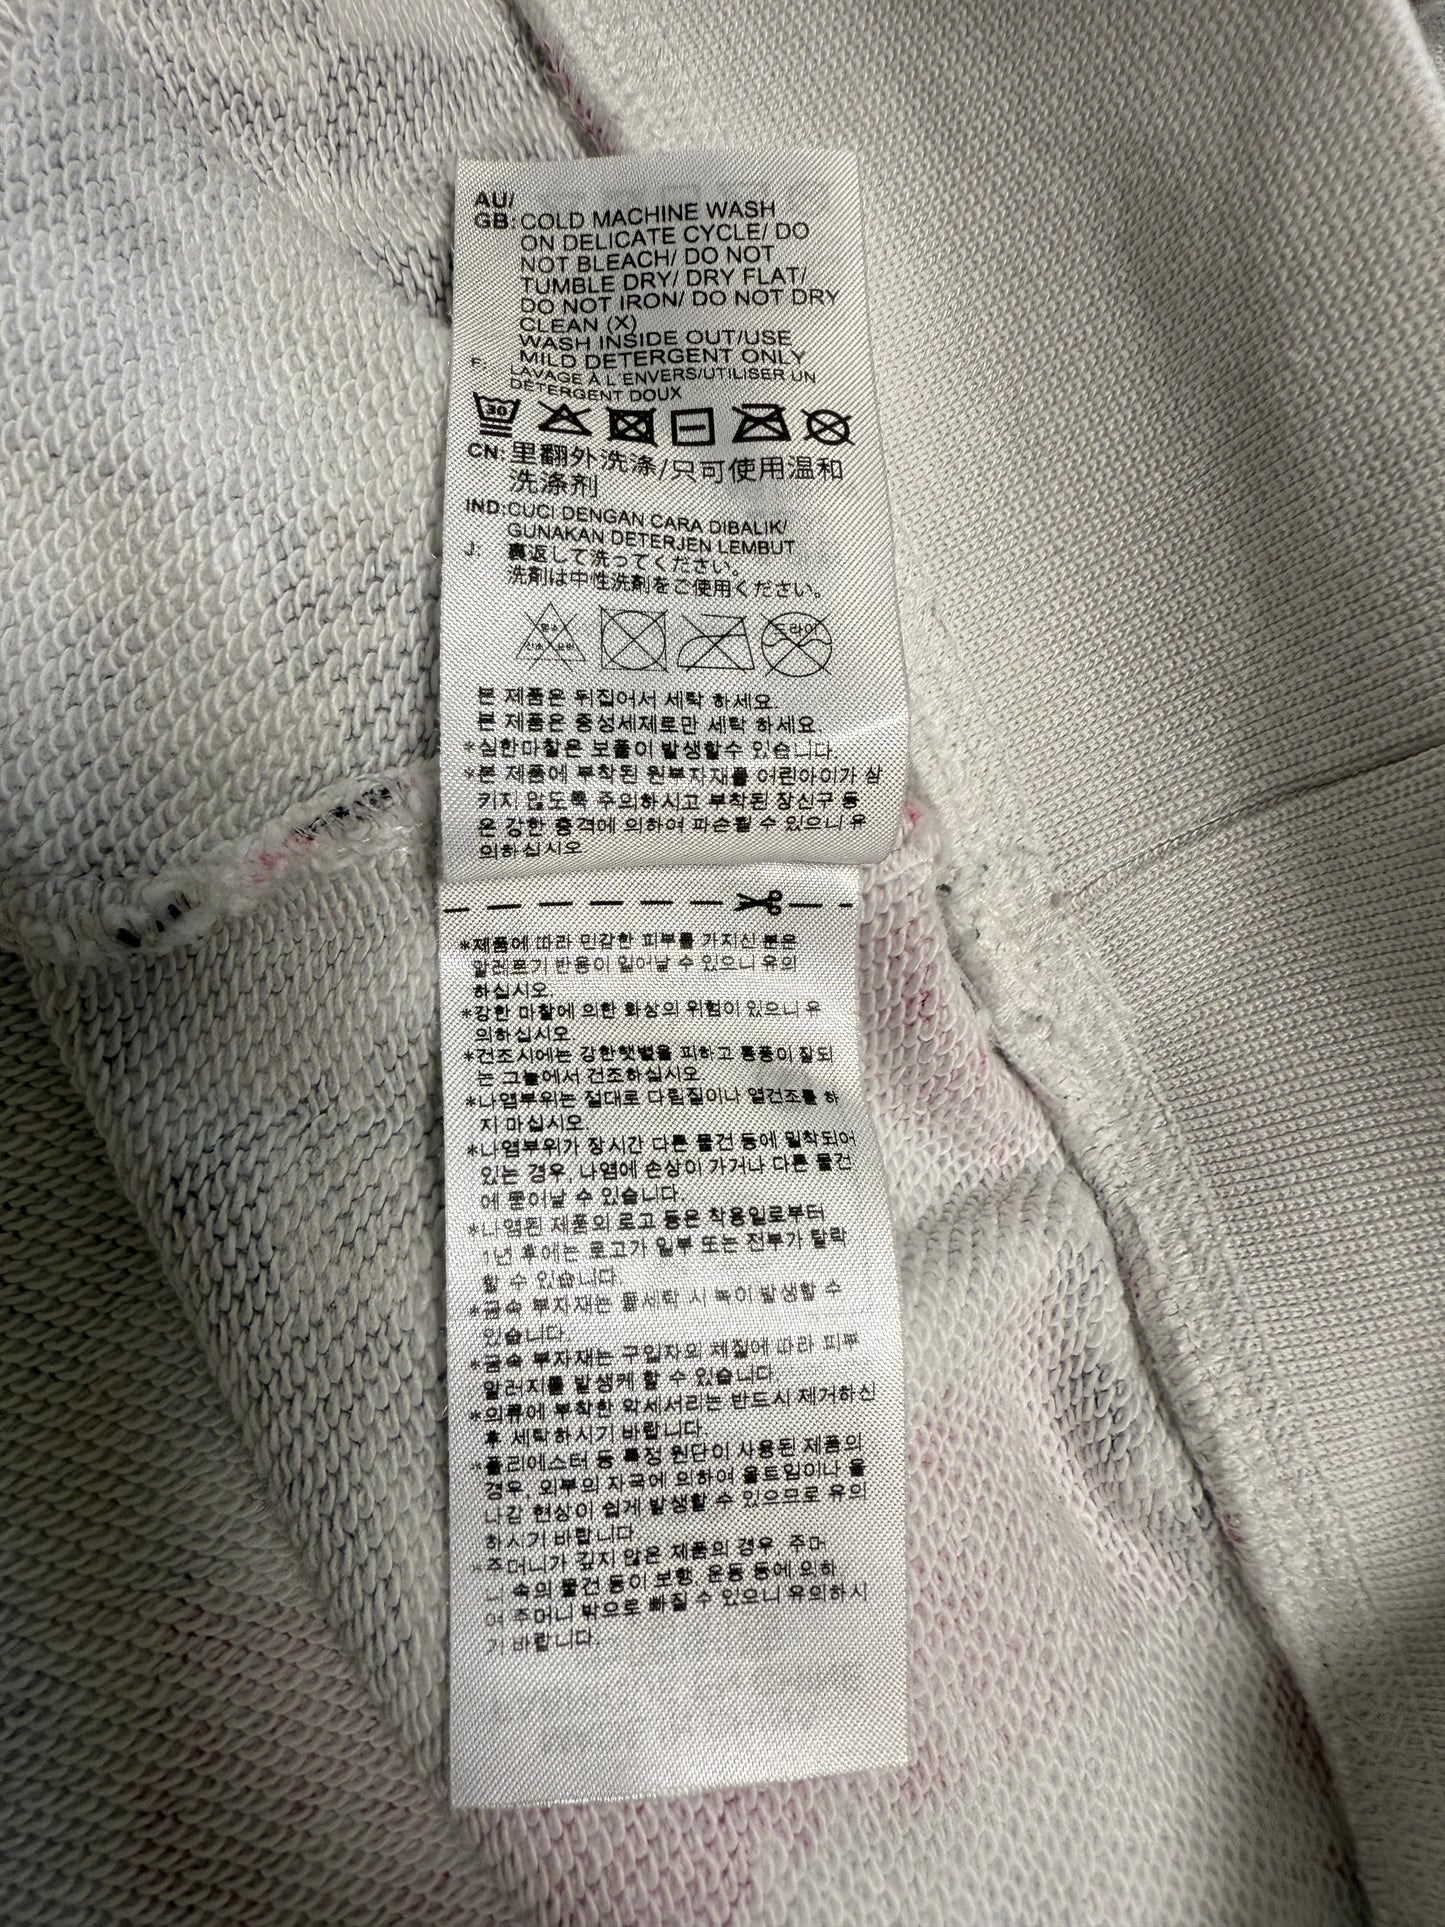 AU/
GB: COLD MACHINE WASH
ON DELICATE CYCLE/ DO
NOT BLEACH/ DO NOT
TUMBLE DRY/ DRY FLAT/
DO NOT IRON/ DO NOT DRY
CLEAN (X)
WASH INSIDE OUT/USE
MILD DETERGENT ONLY
F: LAVAGE À L'ENVERS/UTILISER UN
DÉTERGENT DOUX
30
CN: 里翻外洗涤/只可使用温和
洗涤剂
IND: CUCI DENGAN CARA DIBALIK/
GUNAKAN DETERJEN LEMBUT
J: 裏返して洗ってください。
洗剤は中性洗剤をご使用ください。
드라이
본 제품은 뒤집어서 세탁 하세요.
본 제품은 중성세제로만 세탁 하세요.
*심한마찰은 보풀이 발생할수 있습니다.
*본 제품에 부착된 원부자재를 어린아이가 삼
키지 않도록 주의하시고 부착된 장신구 등
은 강한 충격에 의하여 파손될 수 있으니 유
의하십시오
*제품에 따라 민감한 피부를 가지신 분은
알레르기 반응이 일어날 수 있으니 유의
하십시오.
*강한 마찰에 의한 화상의 위험이 있으니 유
의하십시오
*건조시에는 강한햇볕을 피하고 통풍이 잘되
는 그늘에서 건조하십시오
*나염부위는 절대로 다림질이나 열건조를 하
지 마십시오.
*나염부위가 장시간 다른 물건 등에 밀착되어
있는 경우, 나염에 손상이 가거나 다른 물건
에 묻어날 수 있습니다.
*나염된 제품의 로고 등은 착용일로부터
1년 후에는 로고가 일부 또는 전부가 탈락
할 수 있습니다.
*금속 부자재는 물세탁 시 녹이 발생할 수
있습니다.
*금속 부자재는 구입자의 체질에 따라 피부
알러지를 발생케 할 수 있습니다.
*의류에 부착한 악세서리는 반드시 제거하신
후 세탁하시기 바랍니다.
*폴리에스터 등 특정 원단이 사용된 제품의
경우, 외부의 자극에 의하여 올트임이나 올
나감 현상이 쉽게 발생할 수 있으므로 유의
하시기 바랍니다
*주머니가 깊지 않은 제품의 경우 주머
니 속의 물건 등이 보행, 운동 등에 의하
여 주머니 밖으로 빠질 수 있으니 유의하시
기 바랍니다.